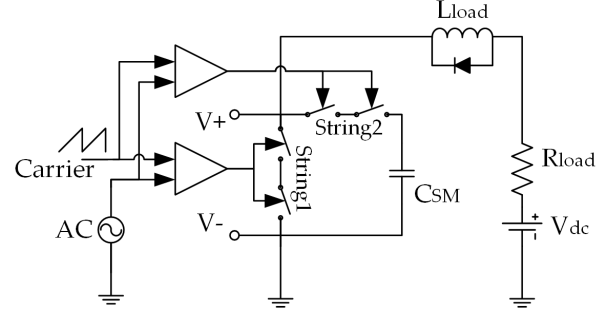 Lload
V+
String2
Carrier
String1
CSM
Rload
AC
V-
+
Vdc
-